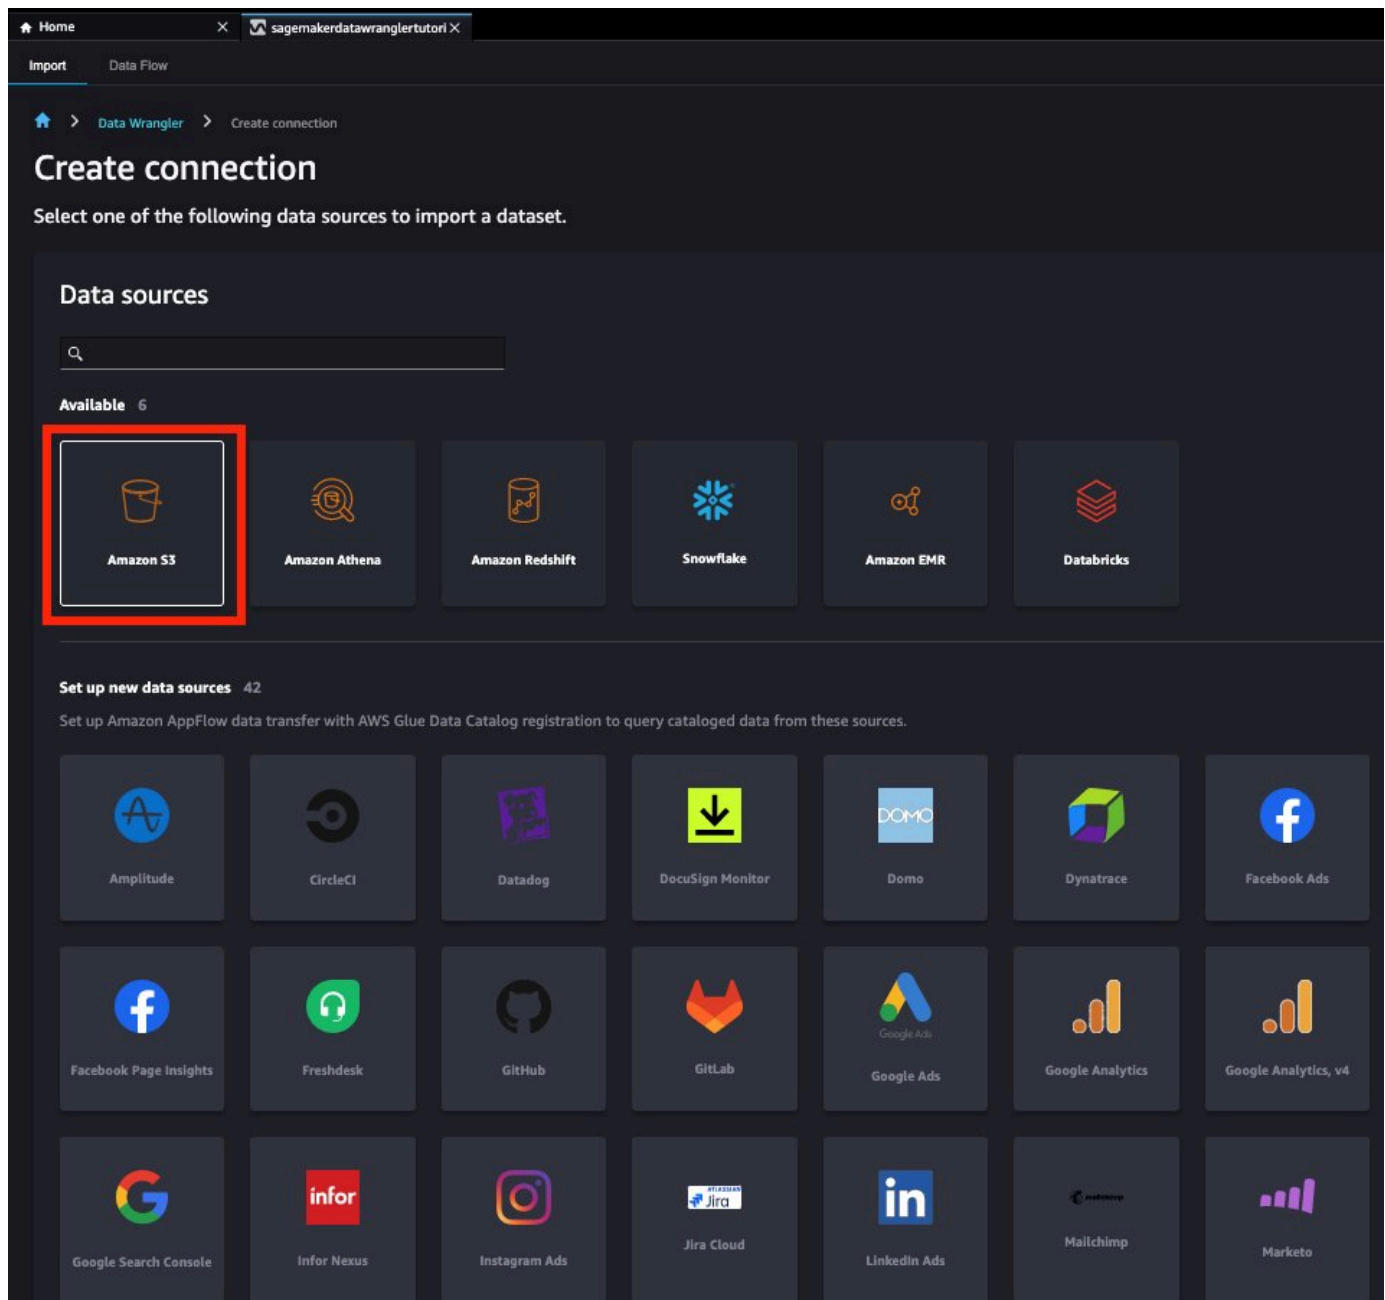 Home
sagemakerdatawranglertutori
Import
Data Flow
Data Wrangler
Create connection
Create connection
Select one of the following data sources to import a dataset.
Data sources
Available 6
Amazon S3
Amazon Athena
Amazon Redshift
Snowflake
Amazon EMR
Databricks
Set up new data sources 42
Set up Amazon AppFlow data transfer with AWS Glue Data Catalog registration to query cataloged data from these sources.
DOMO
Amplitude
CircleCI
Datadog
DocuSign Monitor
Domo
Dynatrace
Facebook Ads
Google Ads
Facebook Page Insights
Freshdesk
GitHub
GitLab
Google Ads
Google Analytics
Google Analytics, v4
infor
ATLASSIAN
Jira
in
mailchimp
Google Search Console
Infor Nexus
Instagram Ads
Jira Cloud
LinkedIn Ads
Mailchimp
Marketo